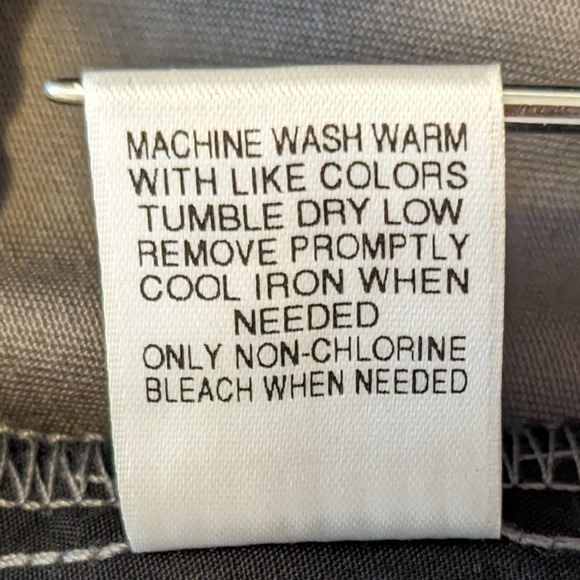 MACHINE WASH WARM
WITH LIKE COLORS
TUMBLE DRY LOW
REMOVE PROMPTLY
COOL IRON WHEN
NEEDED
ONLY NON-CHLORINE
BLEACH WHEN NEEDED